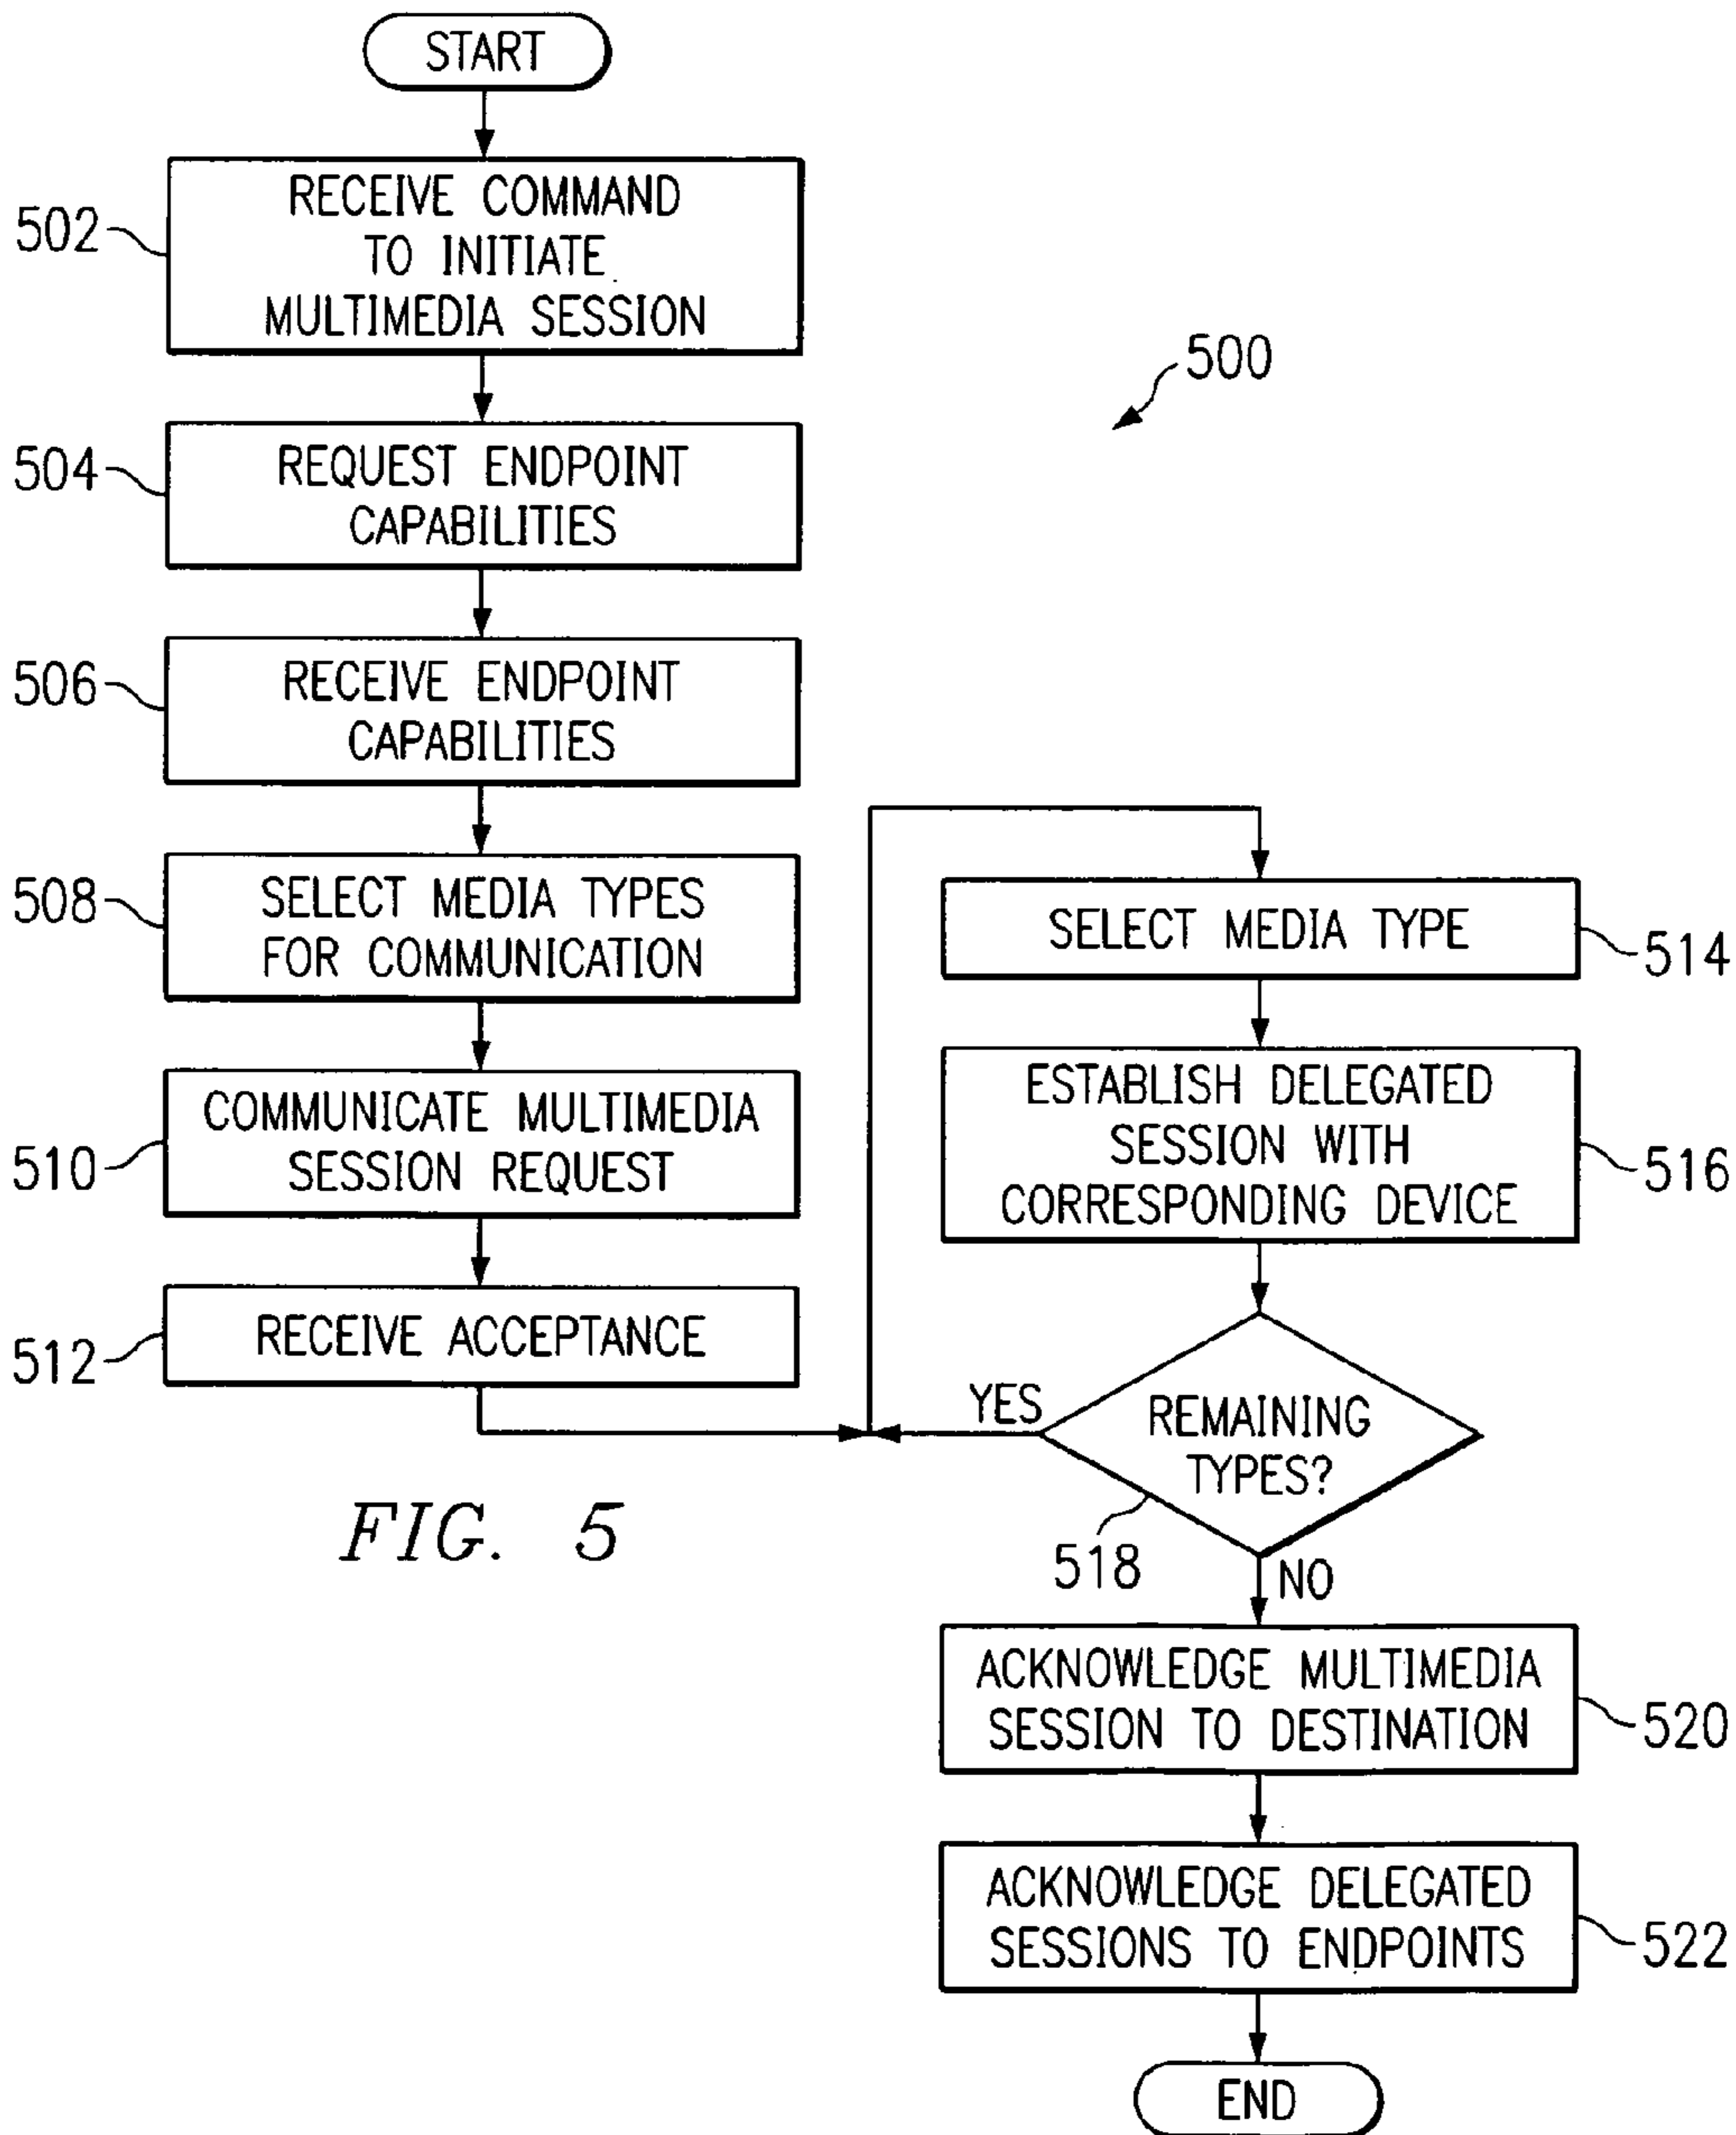 START
502
RECEIVE COMMAND
TO INITIATE
MULTIMEDIA SESSION
500
504
REQUEST ENDPOINT
CAPABILITIES
506
RECEIVE ENDPOINT
CAPABILITIES
508
SELECT MEDIA TYPES
FOR COMMUNICATION
510
COMMUNICATE MULTIMEDIA
SESSION REQUEST
512
RECEIVE ACCEPTANCE
FIG. 5
SELECT MEDIA TYPE
514
ESTABLISH DELEGATED
SESSION WITH
CORRESPONDING DEVICE
516
YES
REMAINING
TYPES?
518
NO
ACKNOWLEDGE MULTIMEDIA
SESSION TO DESTINATION
520
ACKNOWLEDGE DELEGATED
SESSIONS TO ENDPOINTS
522
END